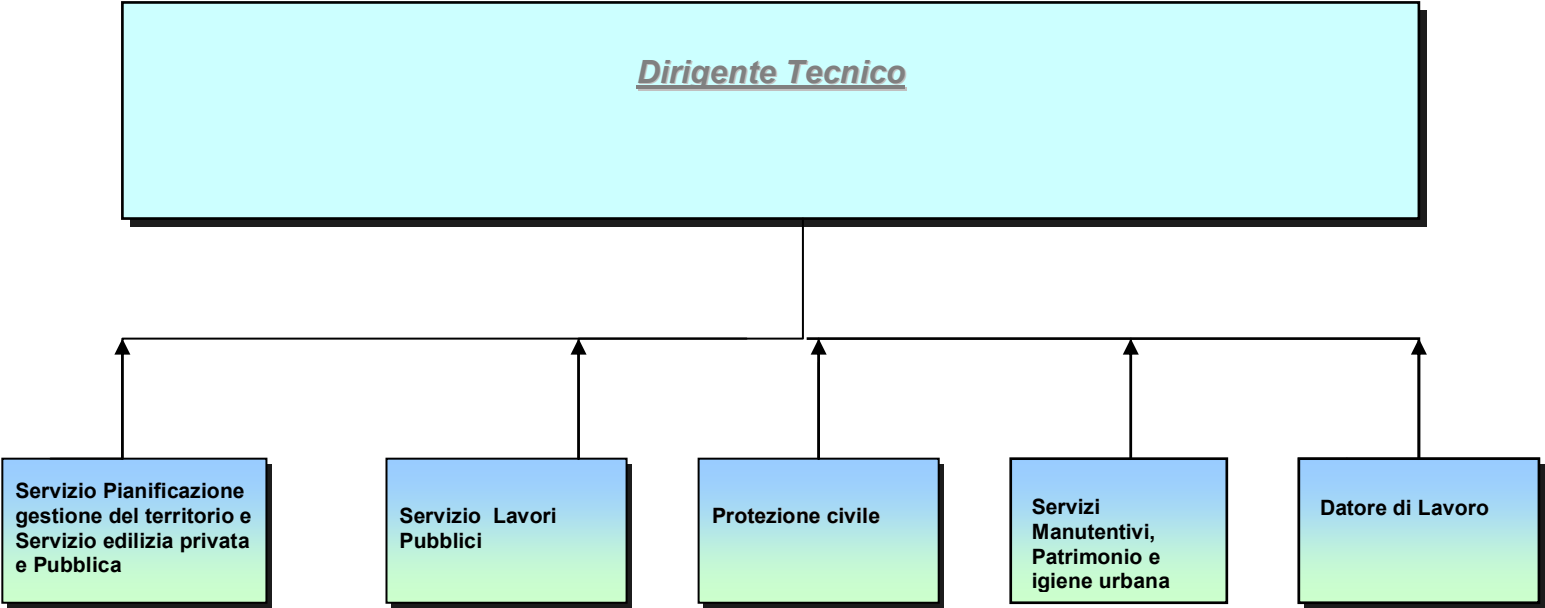 Dirigente Tecnico
Servizio Pianificazione
gestione del territorio e
Servizio edilizia privata
e Pubblica
Servizio Lavori
Pubblici
Protezione civile
Servizi
Manutentivi,
Patrimonio e
igiene urbana
Datore di Lavoro